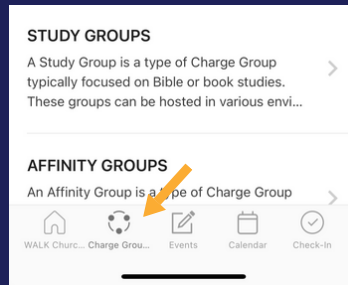 STUDY GROUPS
A Study Group is a type of Charge Group
typically focused on Bible or book studies.
These groups can be hosted in various envi...
AFFINITY GROUPS
An Affinity Group is a type of Charge Group
WALK Churc... Charge Grou... Events Calendar Check-In